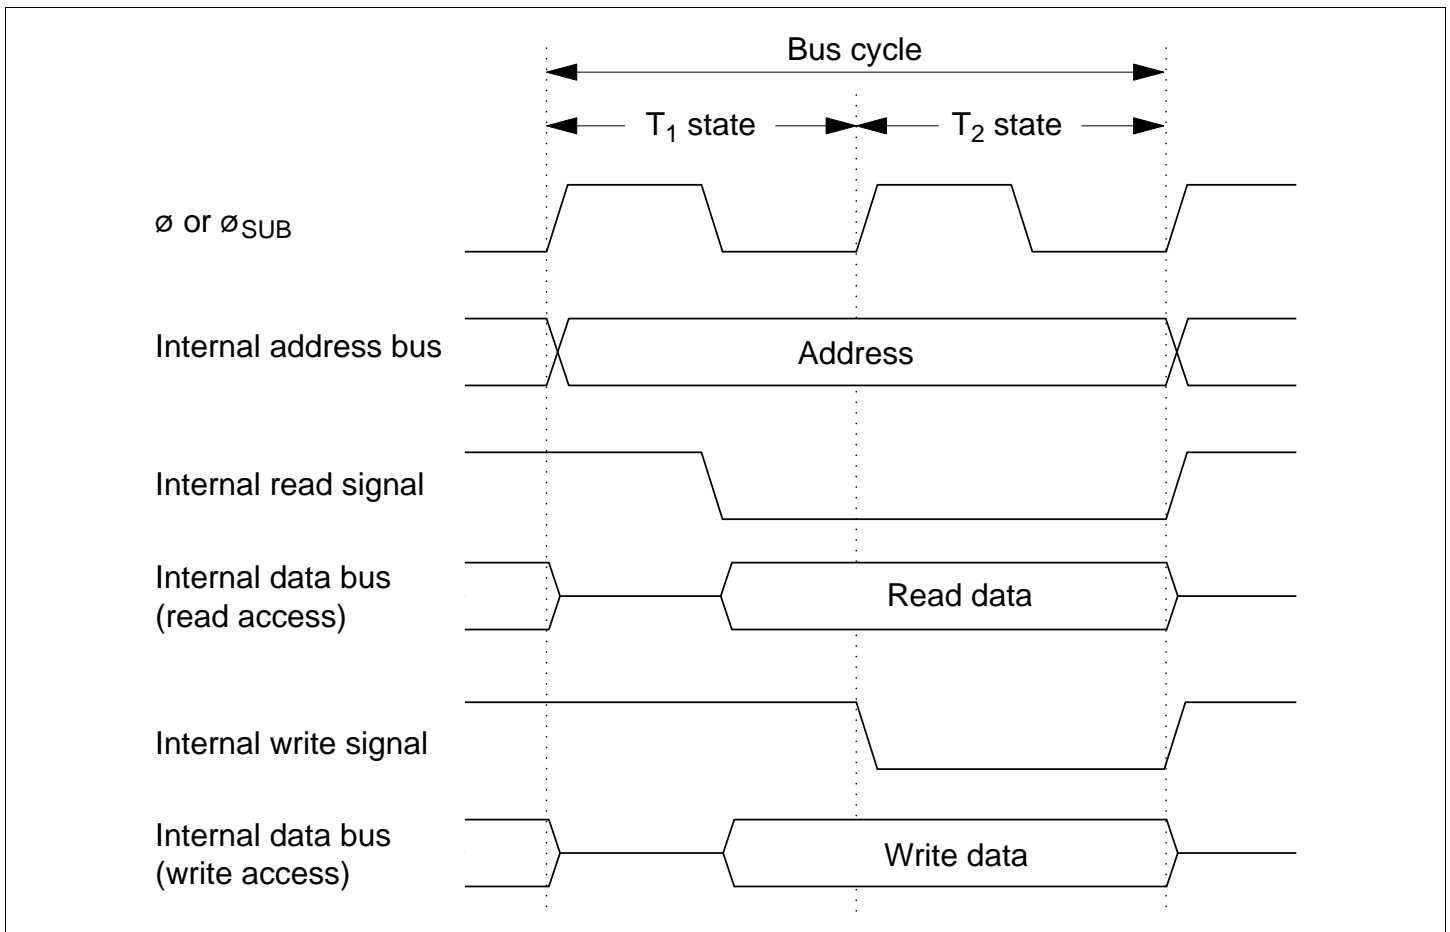 Bus cycle
T₁ state
T₂ state
ø or ø_SUB
Internal address bus
Address
Internal read signal
Internal data bus
(read access)
Read data
Internal write signal
Internal data bus
(write access)
Write data